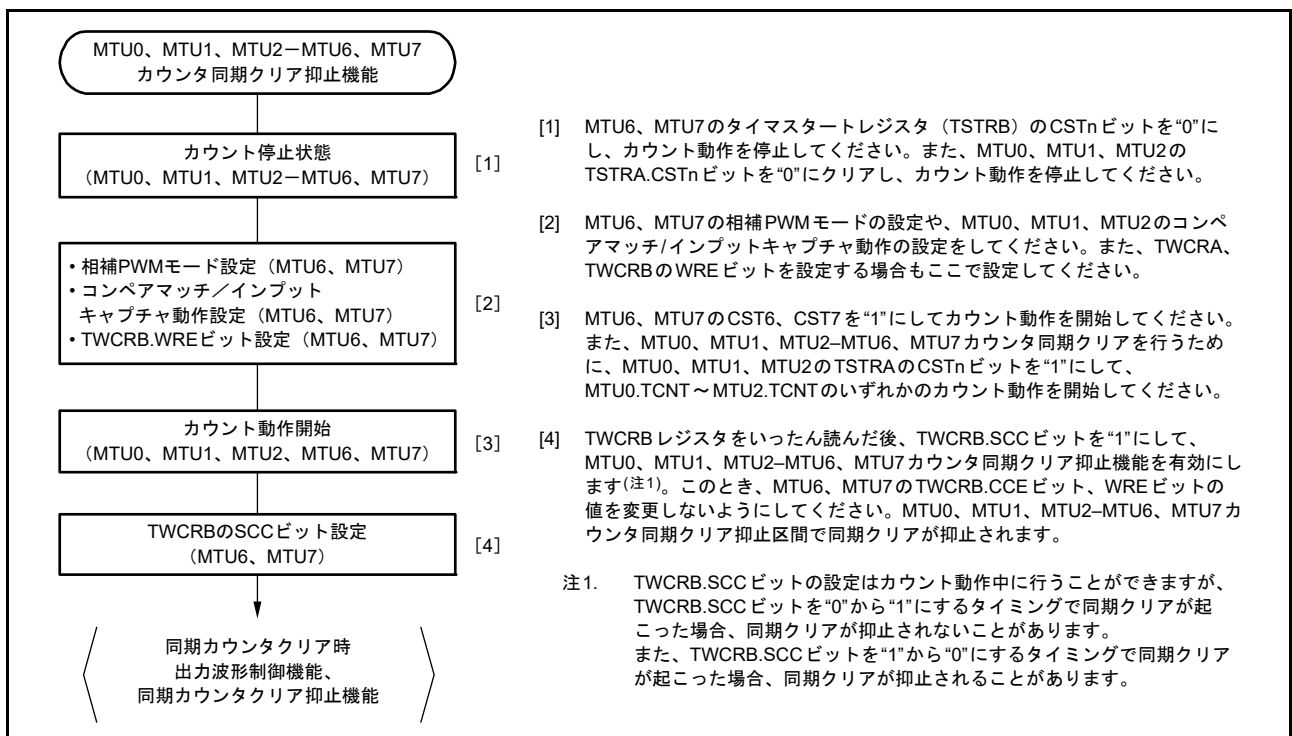 MTU0、MTU1、MTU2－MTU6、MTU7
カウンタ同期クリア抑止機能
カウント停止状態
（MTU0、MTU1、MTU2－MTU6、MTU7）
[1]
• 相補PWMモード設定（MTU6、MTU7）
• コンペアマッチ／インプット
キャプチャ動作設定（MTU6、MTU7）
• TWCRB.WREビット設定（MTU6、MTU7）
[2]
カウント動作開始
（MTU0、MTU1、MTU2、MTU6、MTU7）
[3]
TWCRBのSCCビット設定
（MTU6、MTU7）
[4]
同期カウンタクリア時
出力波形制御機能、
同期カウンタクリア抑止機能
[1] MTU6、MTU7のタイマスタートレジスタ（TSTRB）のCSTnビットを“0”に
し、カウント動作を停止してください。また、MTU0、MTU1、MTU2の
TSTRA.CSTnビットを“0”にクリアし、カウント動作を停止してください。
[2] MTU6、MTU7の相補PWMモードの設定や、MTU0、MTU1、MTU2のコンペ
アマッチ/インプットキャプチャ動作の設定をしてください。また、TWCRA、
TWCRBのWREビットを設定する場合もここで設定してください。
[3] MTU6、MTU7のCST6、CST7を“1”にしてカウント動作を開始してください。
また、MTU0、MTU1、MTU2–MTU6、MTU7カウンタ同期クリアを行うため
に、MTU0、MTU1、MTU2のTSTRAのCSTnビットを“1”にして、
MTU0.TCNT～MTU2.TCNTのいずれかのカウント動作を開始してください。
[4] TWCRBレジスタをいったん読んだ後、TWCRB.SCCビットを“1”にして、
MTU0、MTU1、MTU2–MTU6、MTU7カウンタ同期クリア抑止機能を有効にし
ます(注1)。このとき、MTU6、MTU7のTWCRB.CCEビット、WREビットの
値を変更しないようにしてください。MTU0、MTU1、MTU2–MTU6、MTU7カ
ウンタ同期クリア抑止区間で同期クリアが抑止されます。
注1. TWCRB.SCCビットの設定はカウント動作中に行うことができますが、
TWCRB.SCCビットを“0”から“1”にするタイミングで同期クリアが起
こった場合、同期クリアが抑止されないことがあります。
また、TWCRB.SCCビットを“1”から“0”にするタイミングで同期クリア
が起こった場合、同期クリアが抑止されることがあります。